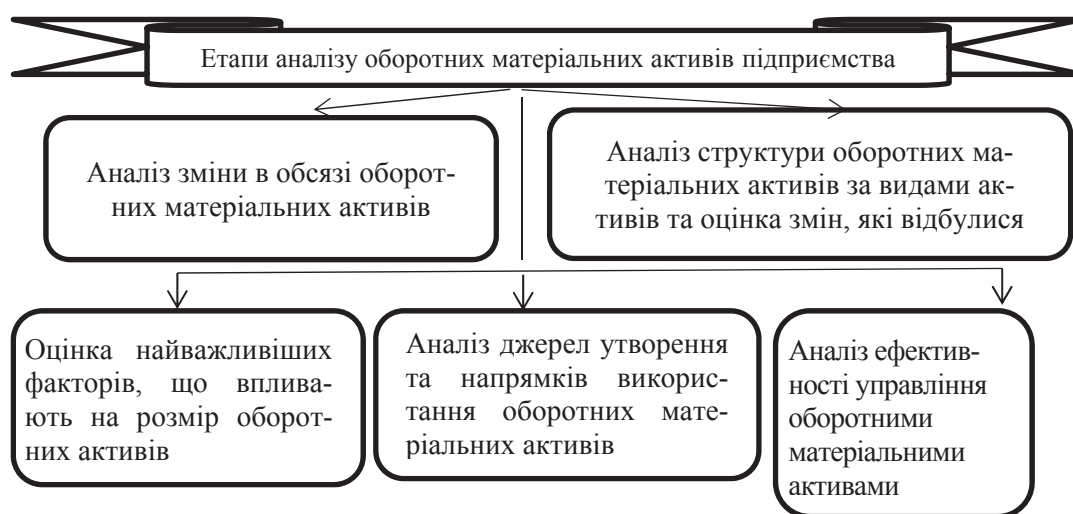 Етапи аналізу оборотних матеріальних активів підприємства
Аналіз зміни в обсязі оборот-
них матеріальних активів
Аналіз структури оборотних ма-
теріальних активів за видами ак-
тивів та оцінка змін, які відбулися
Оцінка найважливіших
факторів, що вплива-
ють на розмір оборот-
них активів
Аналіз джерел утворення
та напрямків викорис-
тання оборотних мате-
ріальних активів
Аналіз ефектив-
ності управління
оборотними
матеріальними
активами